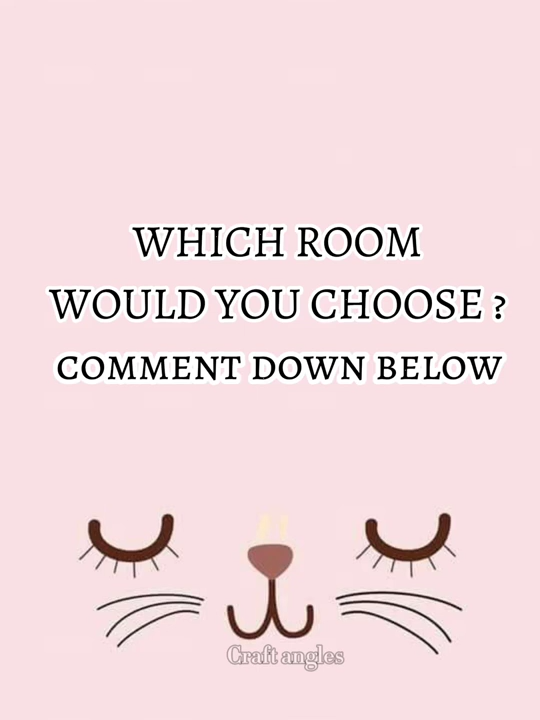 WHICH ROOM
WOULD YOU CHOOSE ?
COMMENT DOWN BELOW
Craft angles